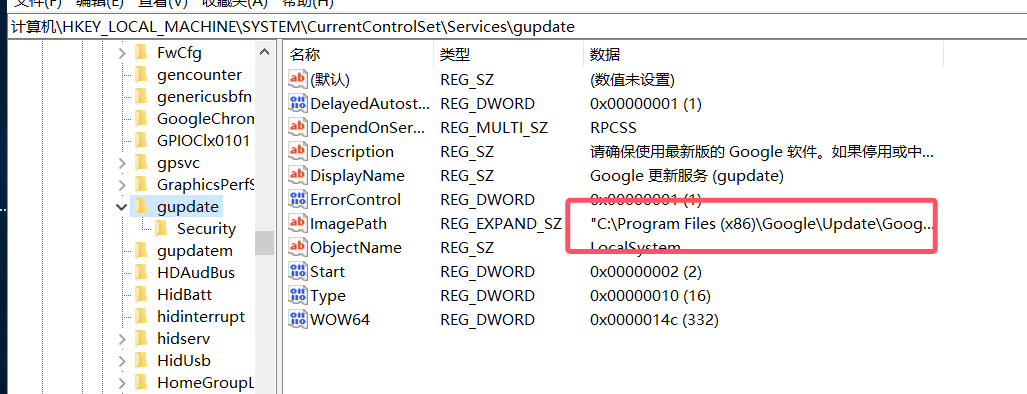 文件(F) 编辑(E) 查看(V) 收藏夹(A) 帮助(H)
计算机\HKEY_LOCAL_MACHINE\SYSTEM\CurrentControlSet\Services\gupdate
FwCfg
gencounter
genericusbfn
GoogleChrom
GPIOClx0101
gpsvc
GraphicsPerfS
gupdate
Security
gupdatem
HDAudBus
HidBatt
hidinterrupt
hidserv
HidUsb
HomeGroupL
名称 类型 数据
(默认) REG_SZ (数值未设置)
DelayedAutost... REG_DWORD 0x00000001 (1)
DependOnSer... REG_MULTI_SZ RPCSS
Description REG_SZ 请确保使用最新版的 Google 软件。如果停用或中...
DisplayName REG_SZ Google 更新服务 (gupdate)
ErrorControl REG_DWORD 0x00000001 (1)
ImagePath REG_EXPAND_SZ "C:\Program Files (x86)\Google\Update\Goog...
ObjectName REG_SZ LocalSystem
Start REG_DWORD 0x00000002 (2)
Type REG_DWORD 0x00000010 (16)
WOW64 REG_DWORD 0x0000014c (332)